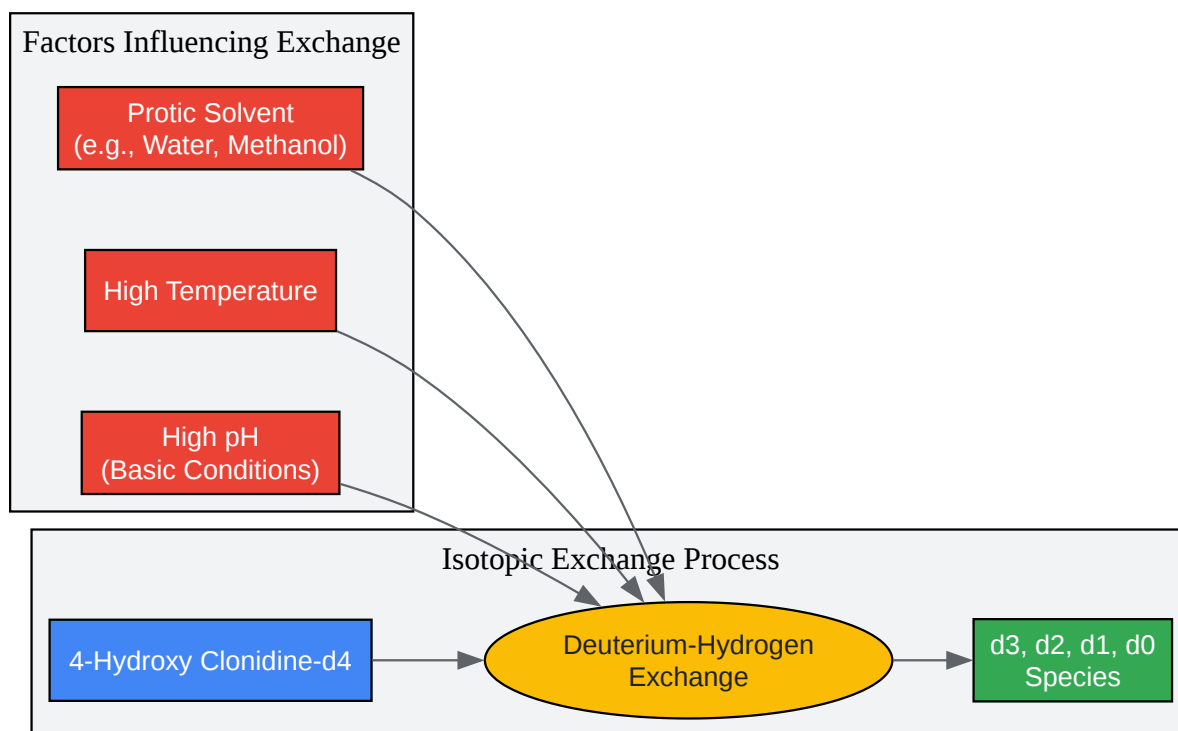 Factors Influencing Exchange
Protic Solvent
(e.g., Water, Methanol)
High Temperature
High pH
(Basic Conditions)
Isotopic Exchange Process
4-Hydroxy Clonidine-d4
Deuterium-Hydrogen
Exchange
d3, d2, d1, d0
Species